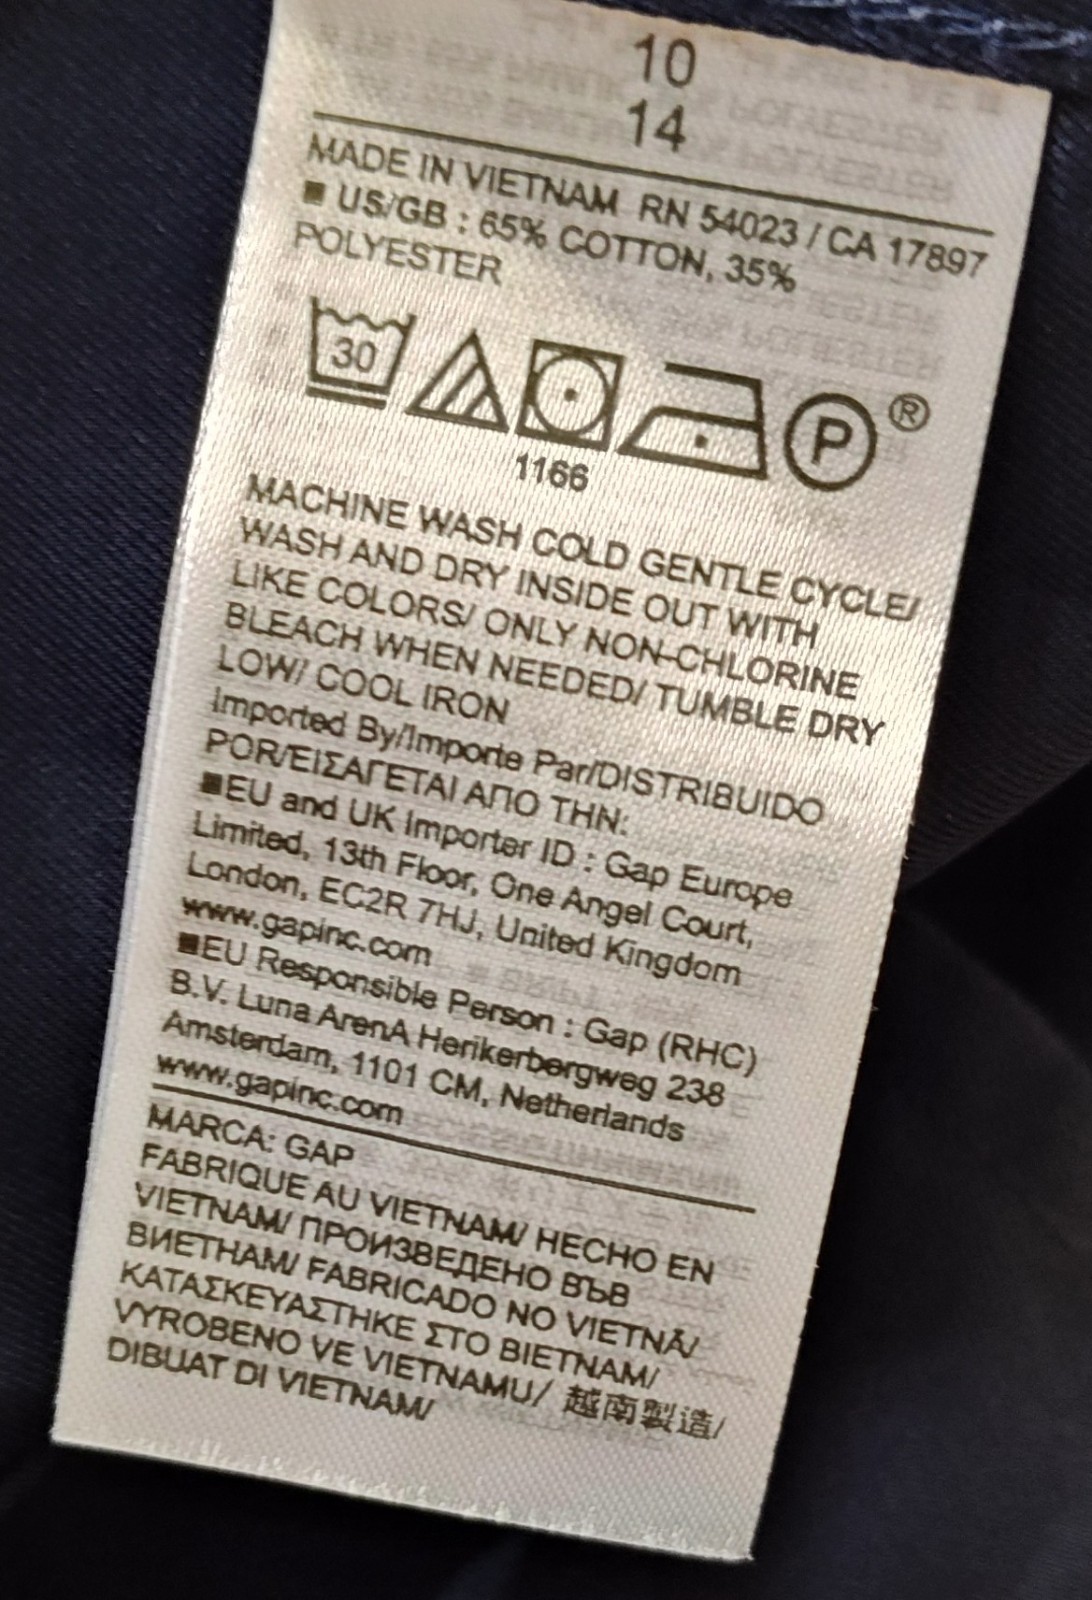 10
14
MADE IN VIETNAM RN 54023 / CA 17897
■ US/GB : 65% COTTON, 35%
POLYESTER
30
P ®
1166
MACHINE WASH COLD GENTLE CYCLE/
WASH AND DRY INSIDE OUT WITH
LIKE COLORS/ ONLY NON-CHLORINE
BLEACH WHEN NEEDED/ TUMBLE DRY
LOW/ COOL IRON
Imported By/Importe Par/DISTRIBUIDO
POR/ΕΙΣΑΓΕΤΑΙ ΑΠΟ ΤΗΝ:
■EU and UK Importer ID : Gap Europe
Limited, 13th Floor, One Angel Court,
London, EC2R 7HJ, United Kingdom
www.gapinc.com
■EU Responsible Person : Gap (RHC)
B.V. Luna ArenA Herikerbergweg 238
Amsterdam, 1101 CM, Netherlands
www.gapinc.com
MARCA: GAP
FABRIQUE AU VIETNAM/ HECHO EN
VIETNAM/ ПРОИЗВЕДЕНО ВЪВ
ВИЕТНАМ/ FABRICADO NO VIETNÃ/
ΚΑΤΑΣΚΕΥΑΣΤΗΚΕ ΣΤΟ ΒΙΕΤΝΑΜ/
VYROBENO VE VIETNAMU/ 越南製造/
DIBUAT DI VIETNAM/